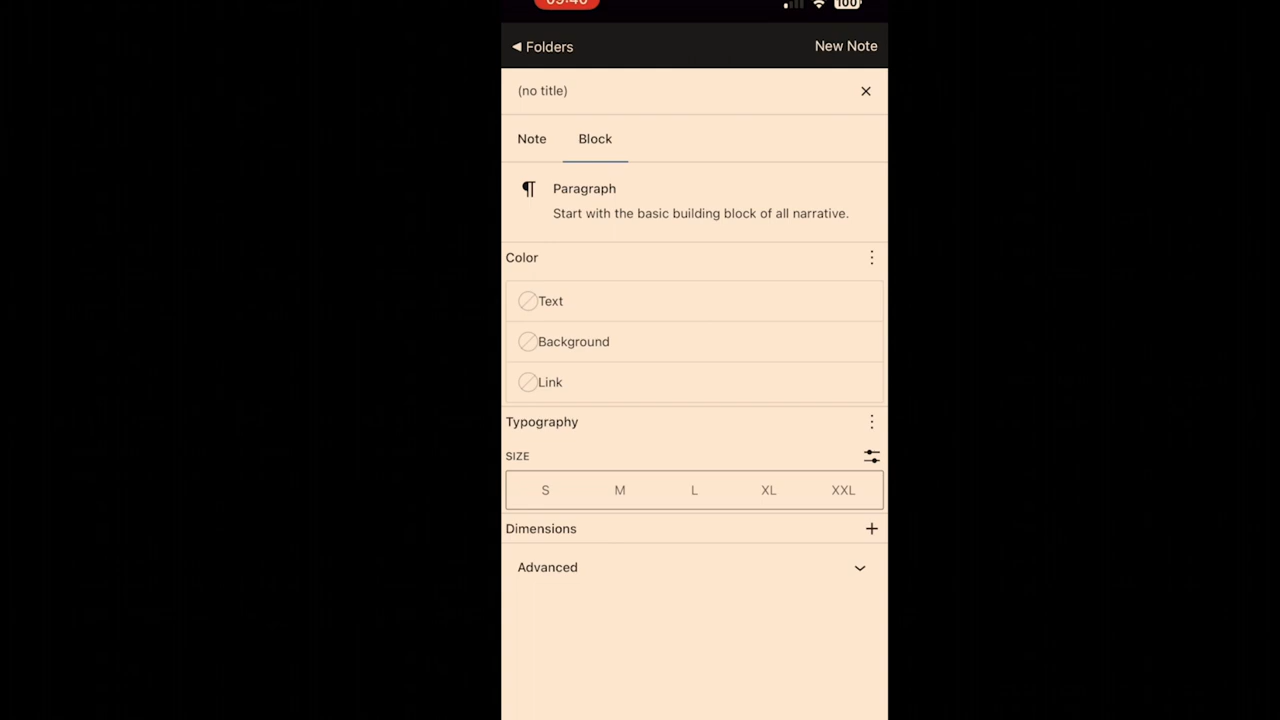 ◀ Folders
New Note
(no title)
Note
Block
Paragraph
Start with the basic building block of all narrative.
Color
Text
Background
Link
Typography
SIZE
S M L XL XXL
Dimensions
Advanced